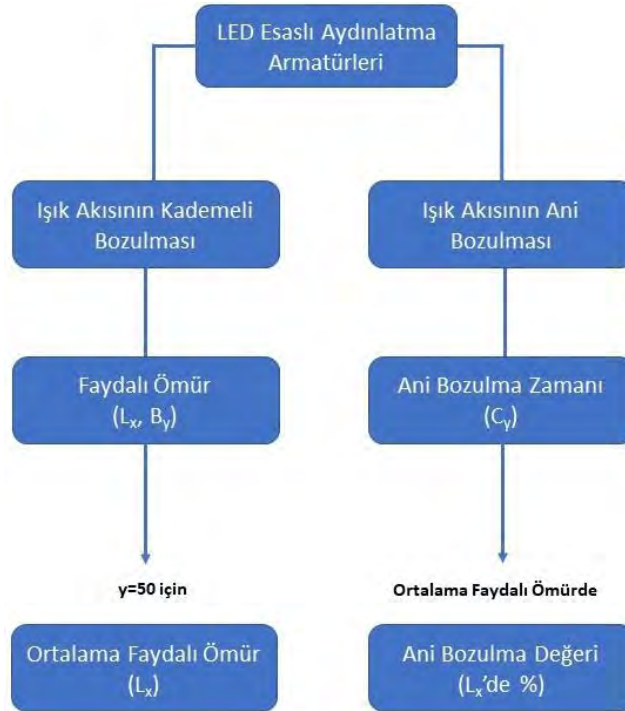 LED Esaslı Aydınlatma
Armatürleri
Işık Akısının Kademeli
Bozulması
Işık Akısının Ani
Bozulması
Faydalı Ömür
(Lx, By)
Ani Bozulma Zamanı
(Cy)
y=50 için
Ortalama Faydalı Ömürde
Ortalama Faydalı Ömür
(Lx)
Ani Bozulma Değeri
(Lx’de %)